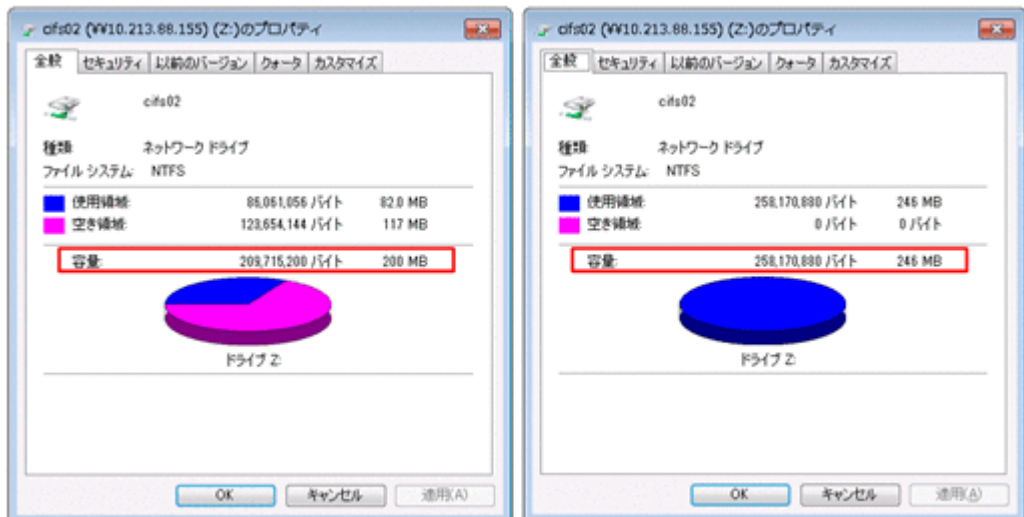 cifs02 (¥¥10.213.88.155) (Z:)のプロパティ
全般 セキュリティ 以前のバージョン クォータ カスタマイズ
cifs02
種類: ネットワーク ドライブ
ファイル システム: NTFS
使用領域: 86,061,056 バイト 82.0 MB
空き領域: 123,654,144 バイト 117 MB
容量: 209,715,200 バイト 200 MB
ドライブ Z:
OK キャンセル 適用(A)
cifs02 (¥¥10.213.88.155) (Z:)のプロパティ
全般 セキュリティ 以前のバージョン クォータ カスタマイズ
cifs02
種類: ネットワーク ドライブ
ファイル システム: NTFS
使用領域: 258,170,880 バイト 246 MB
空き領域: 0 バイト 0 バイト
容量: 258,170,880 バイト 246 MB
ドライブ Z:
OK キャンセル 適用(A)